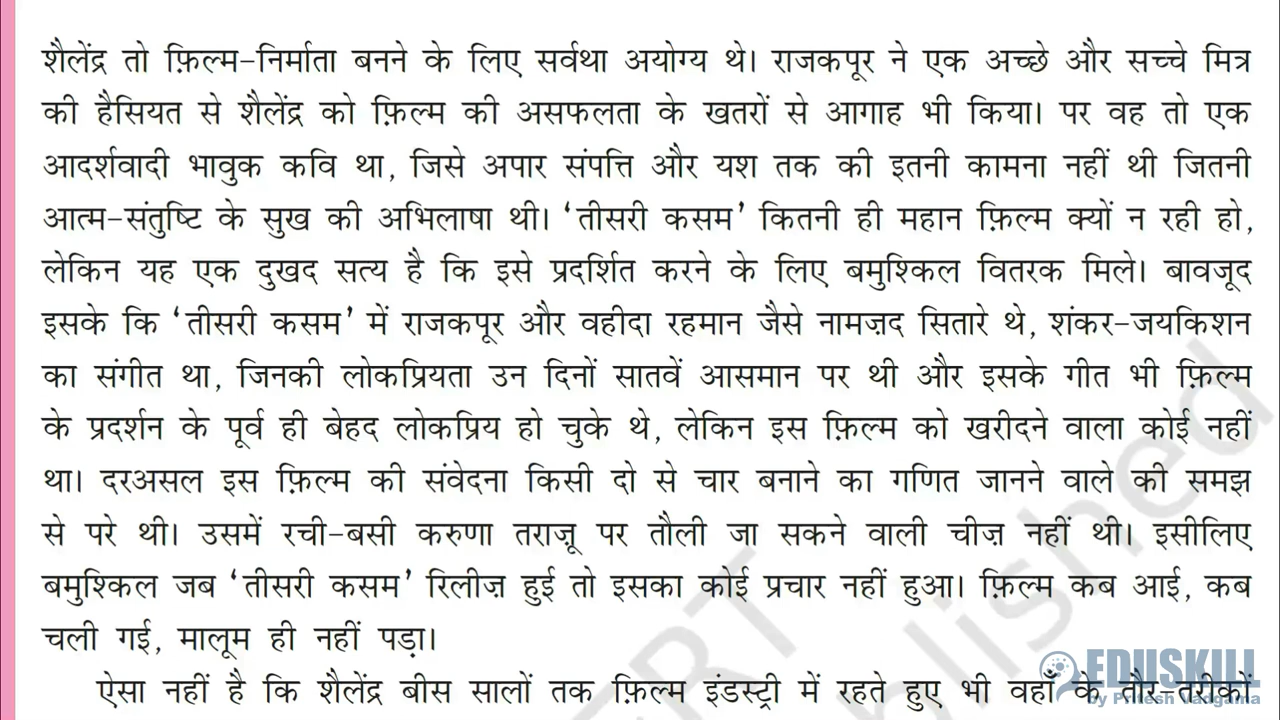 शैलेंद्र तो फ़िल्म-निर्माता बनने के लिए सर्वथा अयोग्य थे। राजकपूर ने एक अच्छे और सच्चे मित्र
की हैसियत से शैलेंद्र को फ़िल्म की असफलता के खतरों से आगाह भी किया। पर वह तो एक
आदर्शवादी भावुक कवि था, जिसे अपार संपत्ति और यश तक की इतनी कामना नहीं थी जितनी
आत्म-संतुष्टि के सुख की अभिलाषा थी। ‘तीसरी कसम’ कितनी ही महान फ़िल्म क्यों न रही हो,
लेकिन यह एक दुखद सत्य है कि इसे प्रदर्शित करने के लिए बमुश्किल वितरक मिले। बावजूद
इसके कि ‘तीसरी कसम’ में राजकपूर और वहीदा रहमान जैसे नामज़द सितारे थे, शंकर-जयकिशन
का संगीत था, जिनकी लोकप्रियता उन दिनों सातवें आसमान पर थी और इसके गीत भी फ़िल्म
के प्रदर्शन के पूर्व ही बेहद लोकप्रिय हो चुके थे, लेकिन इस फ़िल्म को खरीदने वाला कोई नहीं
था। दरअसल इस फ़िल्म की संवेदना किसी दो से चार बनाने का गणित जानने वाले की समझ
से परे थी। उसमें रची-बसी करुणा तराज़ू पर तौली जा सकने वाली चीज़ नहीं थी। इसीलिए
बमुश्किल जब ‘तीसरी कसम’ रिलीज़ हुई तो इसका कोई प्रचार नहीं हुआ। फ़िल्म कब आई, कब
चली गई, मालूम ही नहीं पड़ा।
ऐसा नहीं है कि शैलेंद्र बीस सालों तक फ़िल्म इंडस्ट्री में रहते हुए भी वहाँ के तौर-तरीकों
EDUSKILL
by Pritesh Vadgama